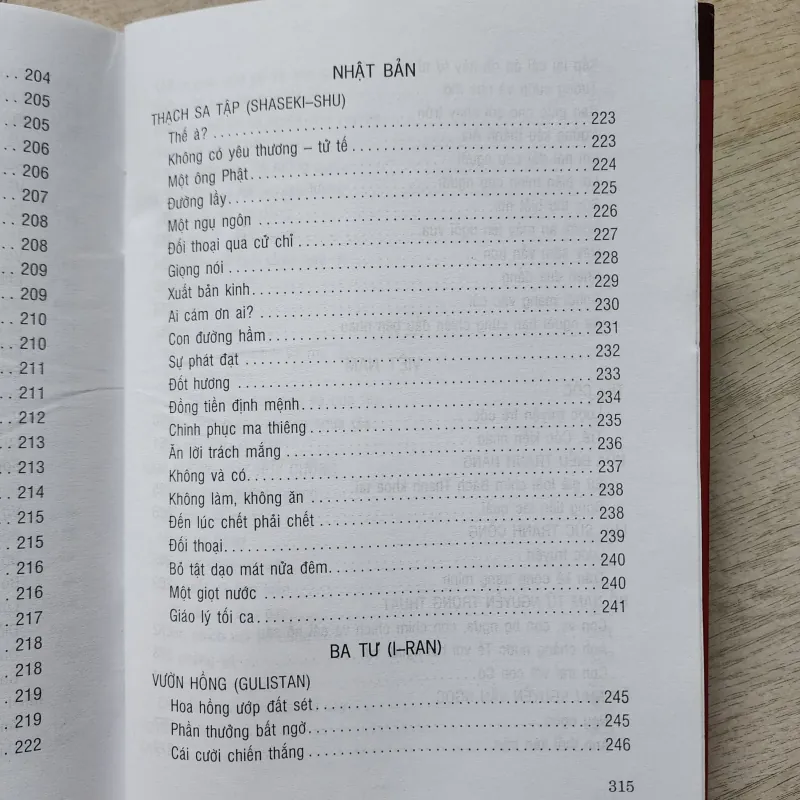 .. 204
. 205
. 205
. 206
. 206
. 207
. 208
. 208
. 209
. 209
. 210
. 210
. 211
. 211
. 212
. 213
. 213
. 214
. 215
. 215
. 216
. 216
. 217
. 218
. 218
. 219
. 219
. 222
NHẬT BẢN
THẠCH SA TẬP (SHASEKI–SHU)
Thế à? ........ 223
Không có yêu thương – tử tế ........ 223
Một ông Phật ........ 224
Đường lầy ........ 225
Một ngụ ngôn ........ 226
Đối thoại qua cử chỉ ........ 227
Giọng nói ........ 228
Xuất bản kinh ........ 229
Ai cám ơn ai? ........ 230
Con đường hầm ........ 231
Sự phát đạt ........ 232
Đốt hương ........ 233
Đồng tiền định mệnh ........ 234
Chinh phục ma thiêng ........ 235
Ăn lời trách mắng ........ 236
Không và có ........ 237
Không làm, không ăn ........ 238
Đến lúc chết phải chết ........ 238
Đối thoại ........ 239
Bồ tật dạo mát nửa đêm ........ 240
Một giọt nước ........ 240
Giáo lý tối ca ........ 241
BA TƯ (I–RAN)
VƯỜN HỒNG (GULISTAN)
Hoa hồng ướp đất sét ........ 245
Phần thưởng bất ngờ ........ 245
Cái cười chiến thắng ........ 246
315